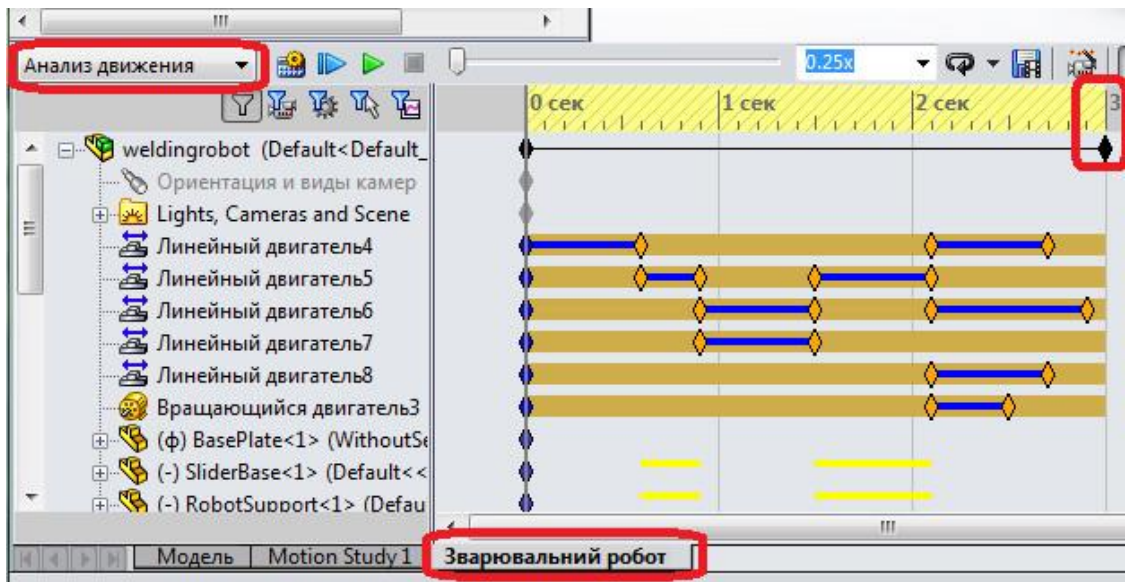 Анализ движения
0.25x
0 сек 1 сек 2 сек 3
weldingrobot (Default<Default_
Ориентация и виды камер
Lights, Cameras and Scene
Линейный двигатель4
Линейный двигатель5
Линейный двигатель6
Линейный двигатель7
Линейный двигатель8
Вращающийся двигатель3
(ф) BasePlate<1> (WithoutSe
(-) SliderBase<1> (Default<<
(-) RobotSupport<1> (Defau
Модель Motion Study 1 Зварювальний робот